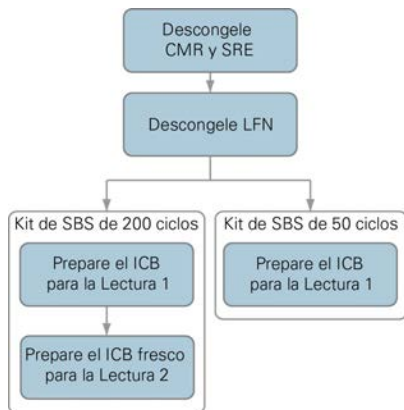 Descongele
CMR y SRE
Descongele LFN
Kit de SBS de 200 ciclos
Prepare el ICB
para la Lectura 1
Prepare el ICB fresco
para la Lectura 2
Kit de SBS de 50 ciclos
Prepare el ICB
para la Lectura 1